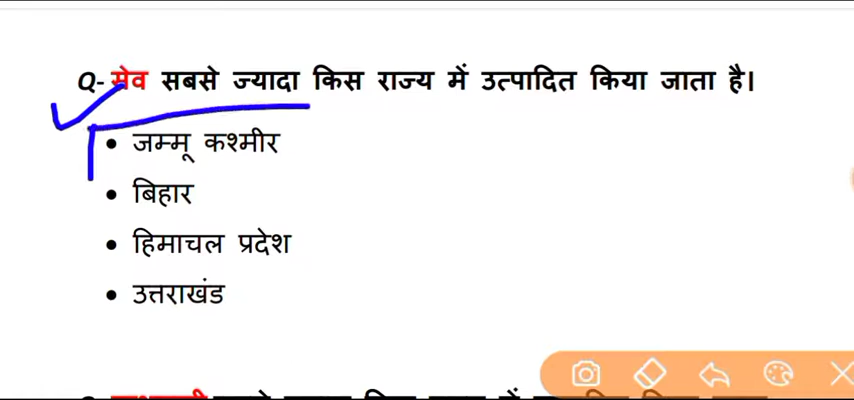 Q- सेव सबसे ज्यादा किस राज्य में उत्पादित किया जाता है।
• जम्मू कश्मीर
• बिहार
• हिमाचल प्रदेश
• उत्तराखंड